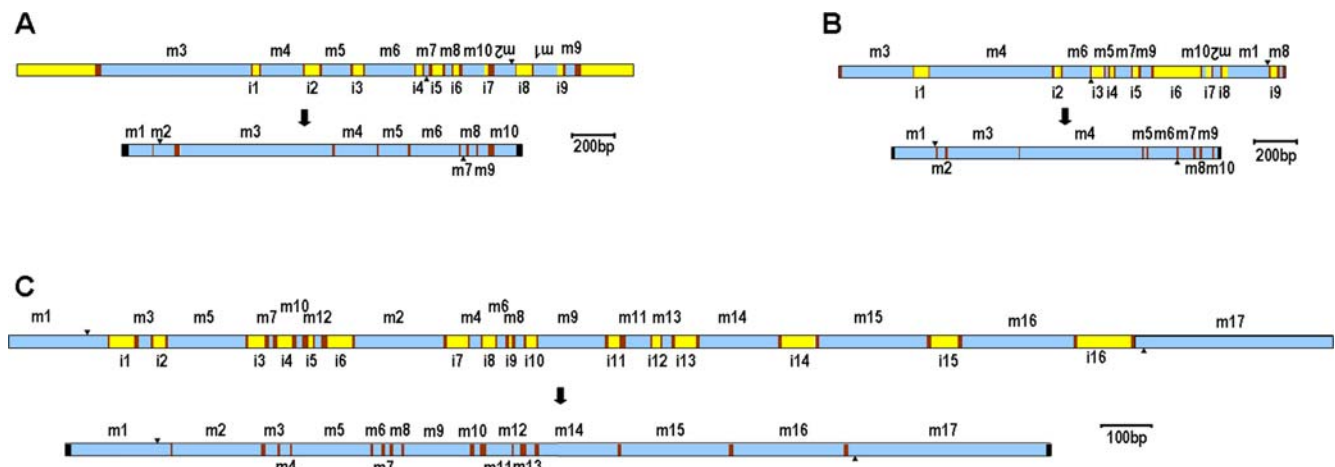 A
m3 m4 m5 m6 m7 m8 m10 m2 m1 m9
i1 i2 i3 i4 i5 i6 i7 i8 i9
m1 m2 m3 m4 m5 m6 m8 m10
m7 m9
200bp
B
m3 m4 m6 m5 m7 m9 m10 m2 m1 m8
i1 i2 i3 i4 i5 i6 i7 i8 i9
m1 m3 m4 m5 m6 m7 m9
m2 m8 m10
200bp
C
m10 m6
m1 m3 m5 m7 m12 m2 m4 m8 m9 m11 m13 m14 m15 m16 m17
i1 i2 i3 i4 i5 i6 i7 i8 i9 i10 i11 i12 i13 i14 i15 i16
m1 m2 m3 m5 m6 m8 m9 m10 m12 m14 m15 m16 m17
m4 m7 m11 m13
100bp